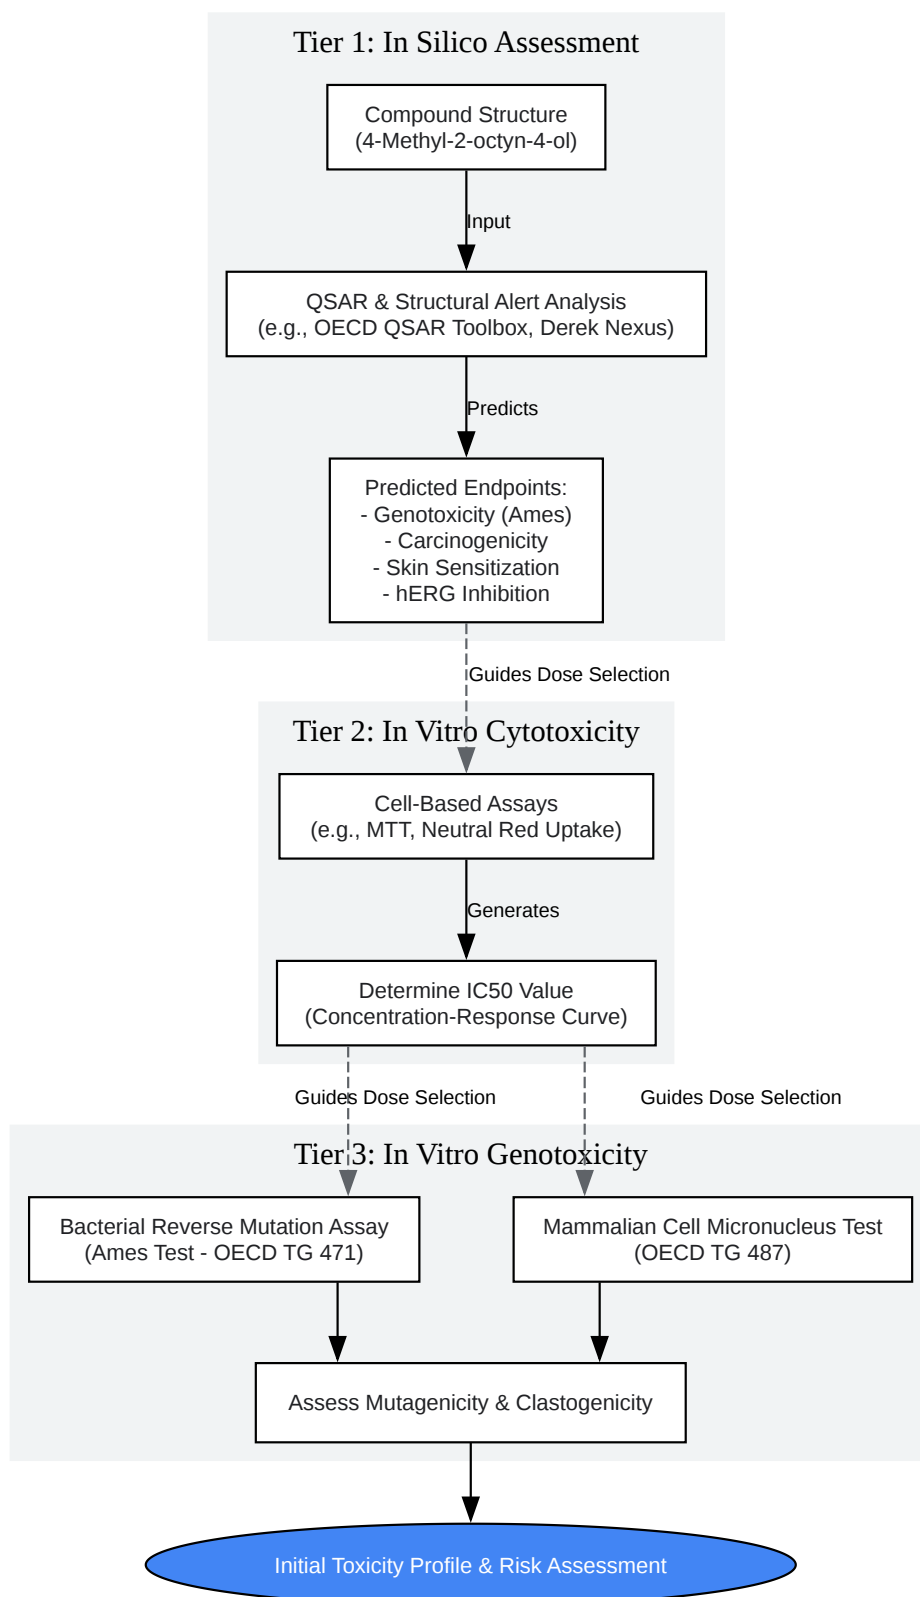 Tier 1: In Silico Assessment
Compound Structure
(4-Methyl-2-octyn-4-ol)
Input
QSAR & Structural Alert Analysis
(e.g., OECD QSAR Toolbox, Derek Nexus)
Predicts
Predicted Endpoints:
- Genotoxicity (Ames)
- Carcinogenicity
- Skin Sensitization
- hERG Inhibition
Guides Dose Selection
Tier 2: In Vitro Cytotoxicity
Cell-Based Assays
(e.g., MTT, Neutral Red Uptake)
Generates
Determine IC50 Value
(Concentration-Response Curve)
Guides Dose Selection
Guides Dose Selection
Tier 3: In Vitro Genotoxicity
Bacterial Reverse Mutation Assay
(Ames Test - OECD TG 471)
Mammalian Cell Micronucleus Test
(OECD TG 487)
Assess Mutagenicity & Clastogenicity
Initial Toxicity Profile & Risk Assessment